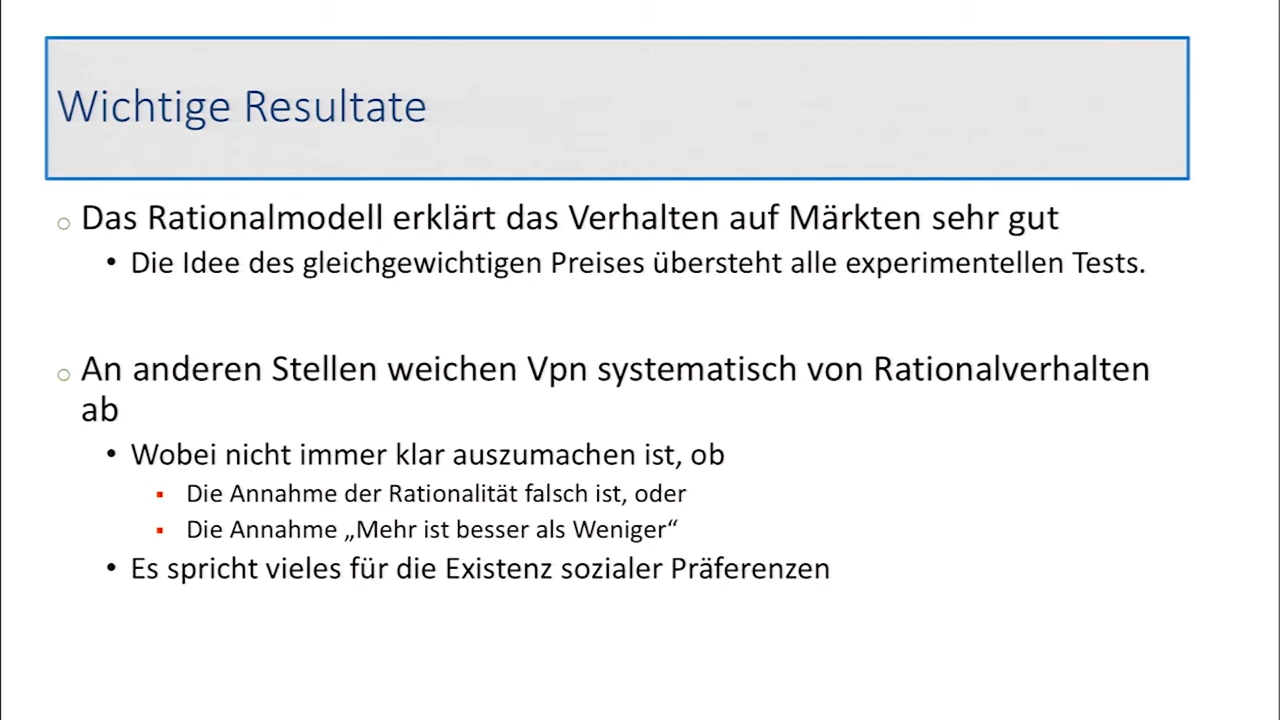 Wichtige Resultate
Das Rationalmodell erklärt das Verhalten auf Märkten sehr gut
• Die Idee des gleichgewichtigen Preises übersteht alle experimentellen Tests.
An anderen Stellen weichen Vpn systematisch von Rationalverhalten
ab
• Wobei nicht immer klar auszumachen ist, ob
Die Annahme der Rationalität falsch ist, oder
Die Annahme „Mehr ist besser als Weniger“
• Es spricht vieles für die Existenz sozialer Präferenzen